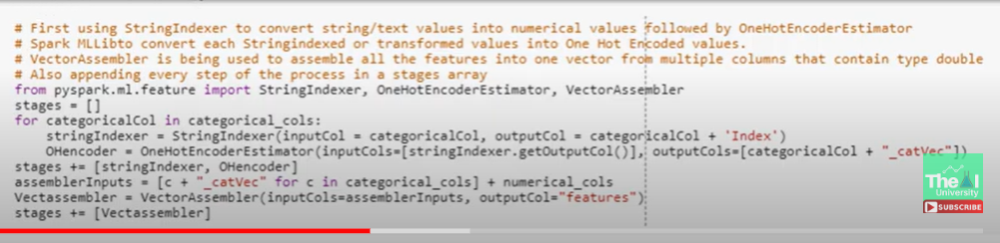 # First using StringIndexer to convert string/text values into numerical values followed by OneHotEncoderEstimator
# Spark MLLibto convert each Stringindexed or transformed values into One Hot Encoded values.
# VectorAssembler is being used to assemble all the features into one vector from multiple columns that contain type double
# Also appending every step of the process in a stages array
from pyspark.ml.feature import StringIndexer, OneHotEncoderEstimator, VectorAssembler
stages = []
for categoricalCol in categorical_cols:
    stringIndexer = StringIndexer(inputCol = categoricalCol, outputCol = categoricalCol + 'Index')
    OHencoder = OneHotEncoderEstimator(inputCols=[stringIndexer.getOutputCol()], outputCols=[categoricalCol + "_catVec"])
stages += [stringIndexer, OHencoder]
assemblerInputs = [c + "_catVec" for c in categorical_cols] + numerical_cols
Vectassembler = VectorAssembler(inputCols=assemblerInputs, outputCol="features")
stages += [Vectassembler]
The AI
University
SUBSCRIBE